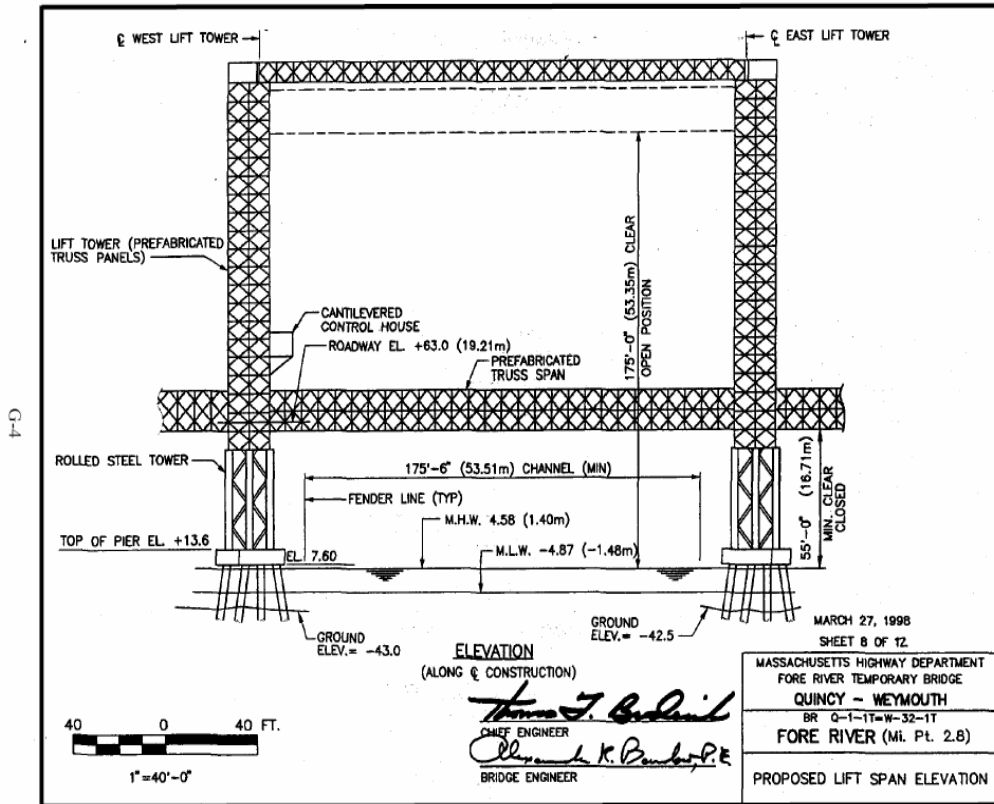 ℄ WEST LIFT TOWER
℄ EAST LIFT TOWER
LIFT TOWER (PREFABRICATED
TRUSS PANELS)
CANTILEVERED
CONTROL HOUSE
ROADWAY EL. +63.0 (19.21m)
PREFABRICATED
TRUSS SPAN
175'-0" (53.35m) CLEAR
OPEN POSITION
G-4
ROLLED STEEL TOWER
175'-6" (53.51m) CHANNEL (MIN)
FENDER LINE (TYP)
M.H.W. 4.58 (1.40m)
55'-0" (16.71m)
MIN. CLEAR
CLOSED
TOP OF PIER EL. +13.6
EL. 7.60
M.L.W. -4.87 (-1.48m)
GROUND
ELEV.= -43.0
GROUND
ELEV.= -42.5
MARCH 27, 1998
SHEET 8 OF 12
ELEVATION
(ALONG ℄ CONSTRUCTION)
MASSACHUSETTS HIGHWAY DEPARTMENT
FORE RIVER TEMPORARY BRIDGE
QUINCY - WEYMOUTH
BR Q-1-1T=W-32-1T
FORE RIVER (Mi. Pt. 2.8)
PROPOSED LIFT SPAN ELEVATION
CHIEF ENGINEER
BRIDGE ENGINEER
40 0 40 FT.
1"=40'-0"